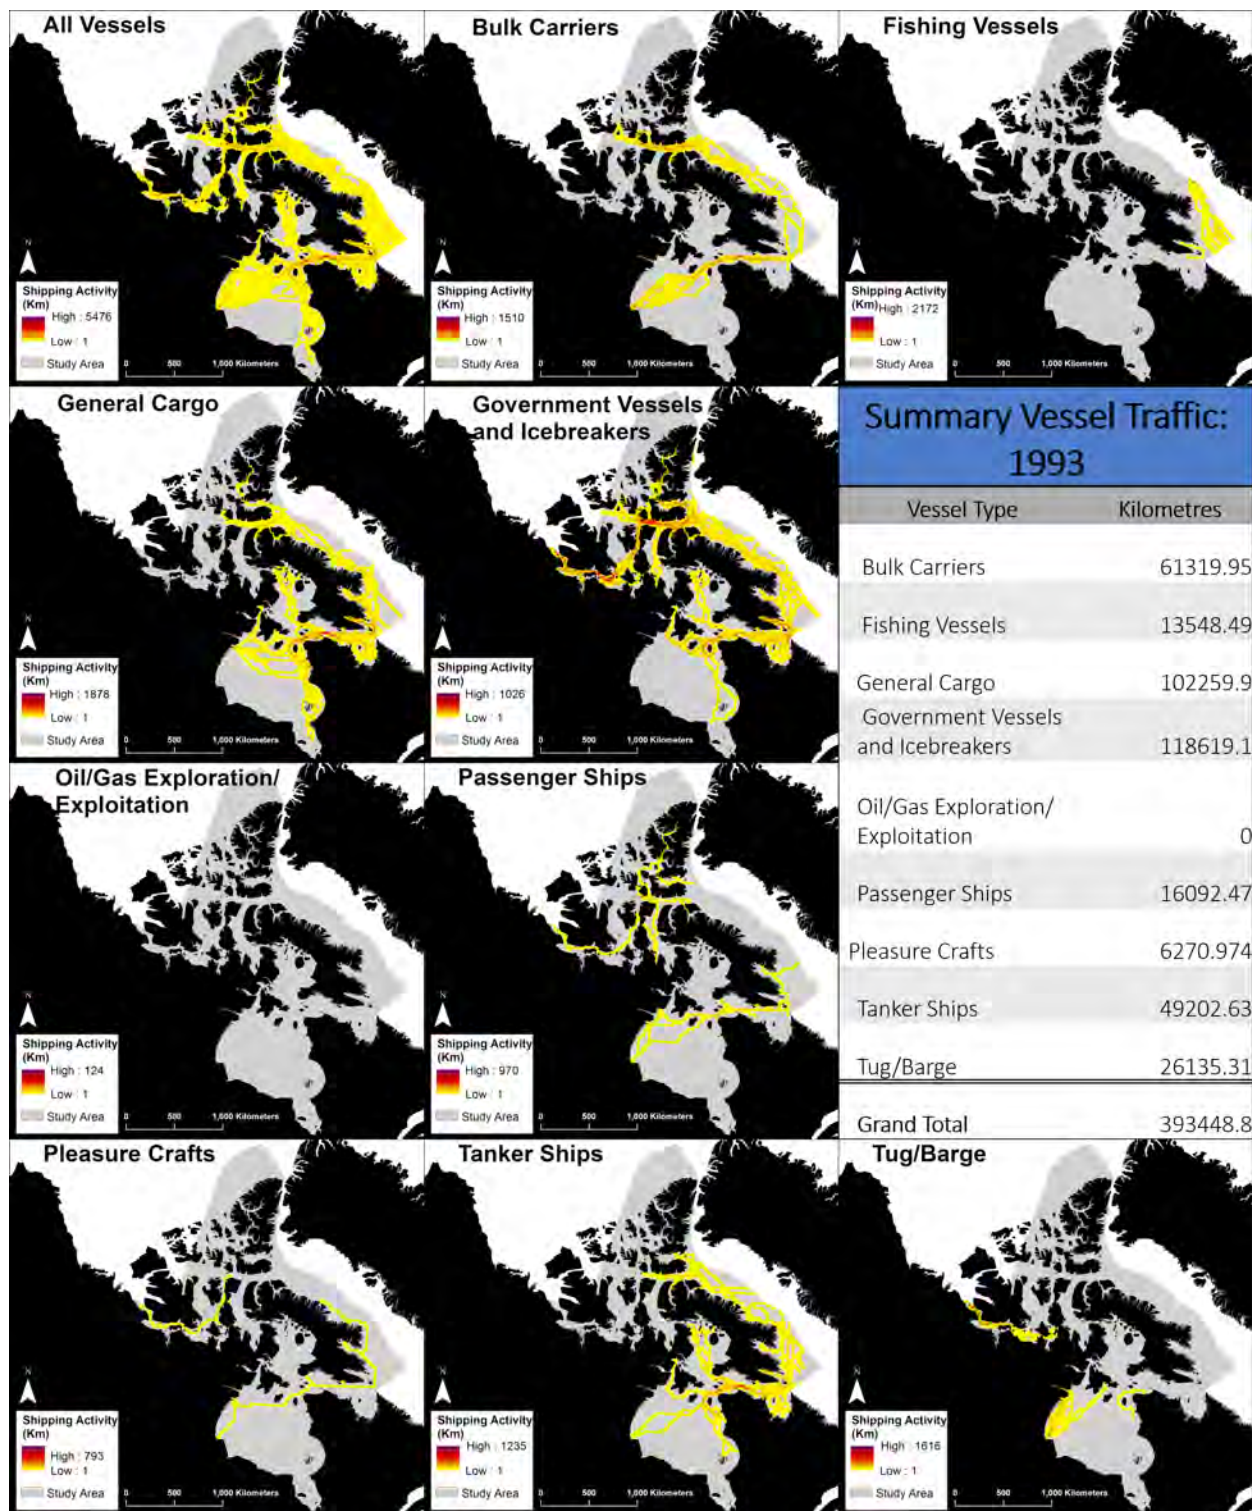 All Vessels
N
Shipping Activity
(Km)
High : 5476
Low : 1
Study Area
0 500 1,000 Kilometers
Bulk Carriers
N
Shipping Activity
(Km)
High : 1510
Low : 1
Study Area
0 500 1,000 Kilometers
Fishing Vessels
N
Shipping Activity
(Km)
High : 2172
Low : 1
Study Area
0 500 1,000 Kilometers
General Cargo
N
Shipping Activity
(Km)
High : 1878
Low : 1
Study Area
0 500 1,000 Kilometers
Government Vessels
and Icebreakers
N
Shipping Activity
(Km)
High : 1026
Low : 1
Study Area
0 500 1,000 Kilometers
Summary Vessel Traffic:
1993
Vessel Type Kilometres
Bulk Carriers 61319.95
Fishing Vessels 13548.49
General Cargo 102259.9
Government Vessels
and Icebreakers 118619.1
Oil/Gas Exploration/
Exploitation 0
Passenger Ships 16092.47
Pleasure Crafts 6270.974
Tanker Ships 49202.63
Tug/Barge 26135.31
Grand Total 393448.8
Oil/Gas Exploration/
Exploitation
N
Shipping Activity
(Km)
High : 124
Low : 1
Study Area
0 500 1,000 Kilometers
Passenger Ships
N
Shipping Activity
(Km)
High : 970
Low : 1
Study Area
0 500 1,000 Kilometers
Pleasure Crafts
N
Shipping Activity
(Km)
High : 793
Low : 1
Study Area
0 500 1,000 Kilometers
Tanker Ships
N
Shipping Activity
(Km)
High : 1235
Low : 1
Study Area
0 500 1,000 Kilometers
Tug/Barge
N
Shipping Activity
(Km)
High : 1616
Low : 1
Study Area
0 500 1,000 Kilometers